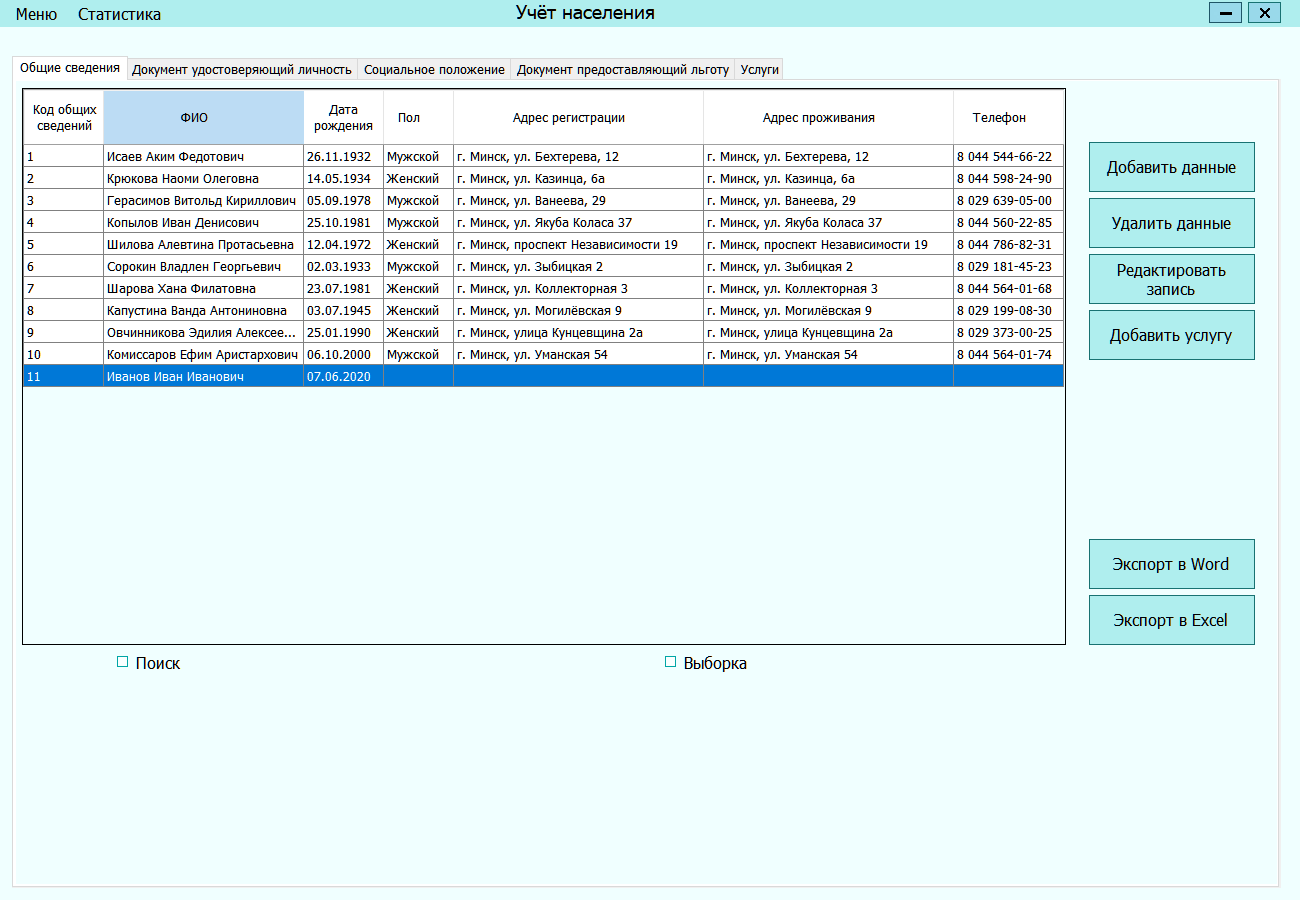 Меню Статистика Учёт населения
Общие сведения Документ удостоверяющий личность Социальное положение Документ предоставляющий льготу Услуги
Код общих сведений ФИО Дата рождения Пол Адрес регистрации Адрес проживания Телефон
1 Исаев Аким Федотович 26.11.1932 Мужской г. Минск, ул. Бехтерева, 12 г. Минск, ул. Бехтерева, 12 8 044 544-66-22
2 Крюкова Наоми Олеговна 14.05.1934 Женский г. Минск, ул. Казинца, 6а г. Минск, ул. Казинца, 6а 8 044 598-24-90
3 Герасимов Витольд Кириллович 05.09.1978 Мужской г. Минск, ул. Ванеева, 29 г. Минск, ул. Ванеева, 29 8 029 639-05-00
4 Копылов Иван Денисович 25.10.1981 Мужской г. Минск, ул. Якуба Коласа 37 г. Минск, ул. Якуба Коласа 37 8 044 560-22-85
5 Шилова Алевтина Протасьевна 12.04.1972 Женский г. Минск, проспект Независимости 19 г. Минск, проспект Независимости 19 8 044 786-82-31
6 Сорокин Владлен Георгьевич 02.03.1933 Мужской г. Минск, ул. Зыбицкая 2 г. Минск, ул. Зыбицкая 2 8 029 181-45-23
7 Шарова Хана Филатовна 23.07.1981 Женский г. Минск, ул. Коллекторная 3 г. Минск, ул. Коллекторная 3 8 044 564-01-68
8 Капустина Ванда Антониновна 03.07.1945 Женский г. Минск, ул. Могилёвская 9 г. Минск, ул. Могилёвская 9 8 029 199-08-30
9 Овчинникова Эдилия Алексее... 25.01.1990 Женский г. Минск, улица Кунцевщина 2а г. Минск, улица Кунцевщина 2а 8 029 373-00-25
10 Комиссаров Ефим Аристархович 06.10.2000 Мужской г. Минск, ул. Уманская 54 г. Минск, ул. Уманская 54 8 044 564-01-74
11 Иванов Иван Иванович 07.06.2020
Добавить данные
Удалить данные
Редактировать
запись
Добавить услугу
Экспорт в Word
Экспорт в Excel
Поиск Выборка